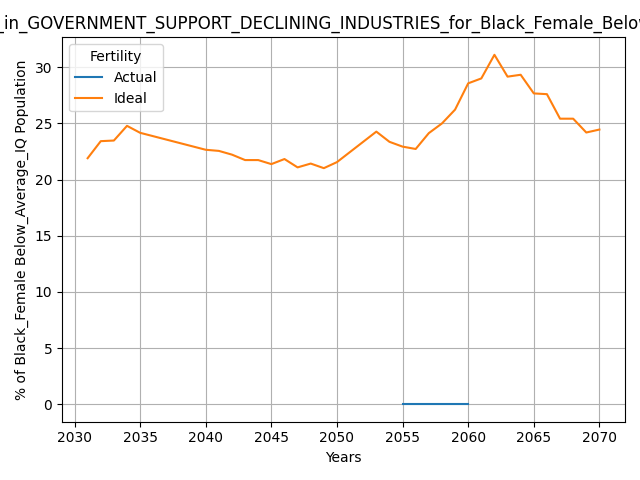 _in_GOVERNMENT_SUPPORT_DECLINING_INDUSTRIES_for_Black_Female_Below
Fertility
Actual
Ideal
% of Black_Female Below_Average_IQ Population
30
25
20
15
10
5
0
2030 2035 2040 2045 2050 2055 2060 2065 2070
Years